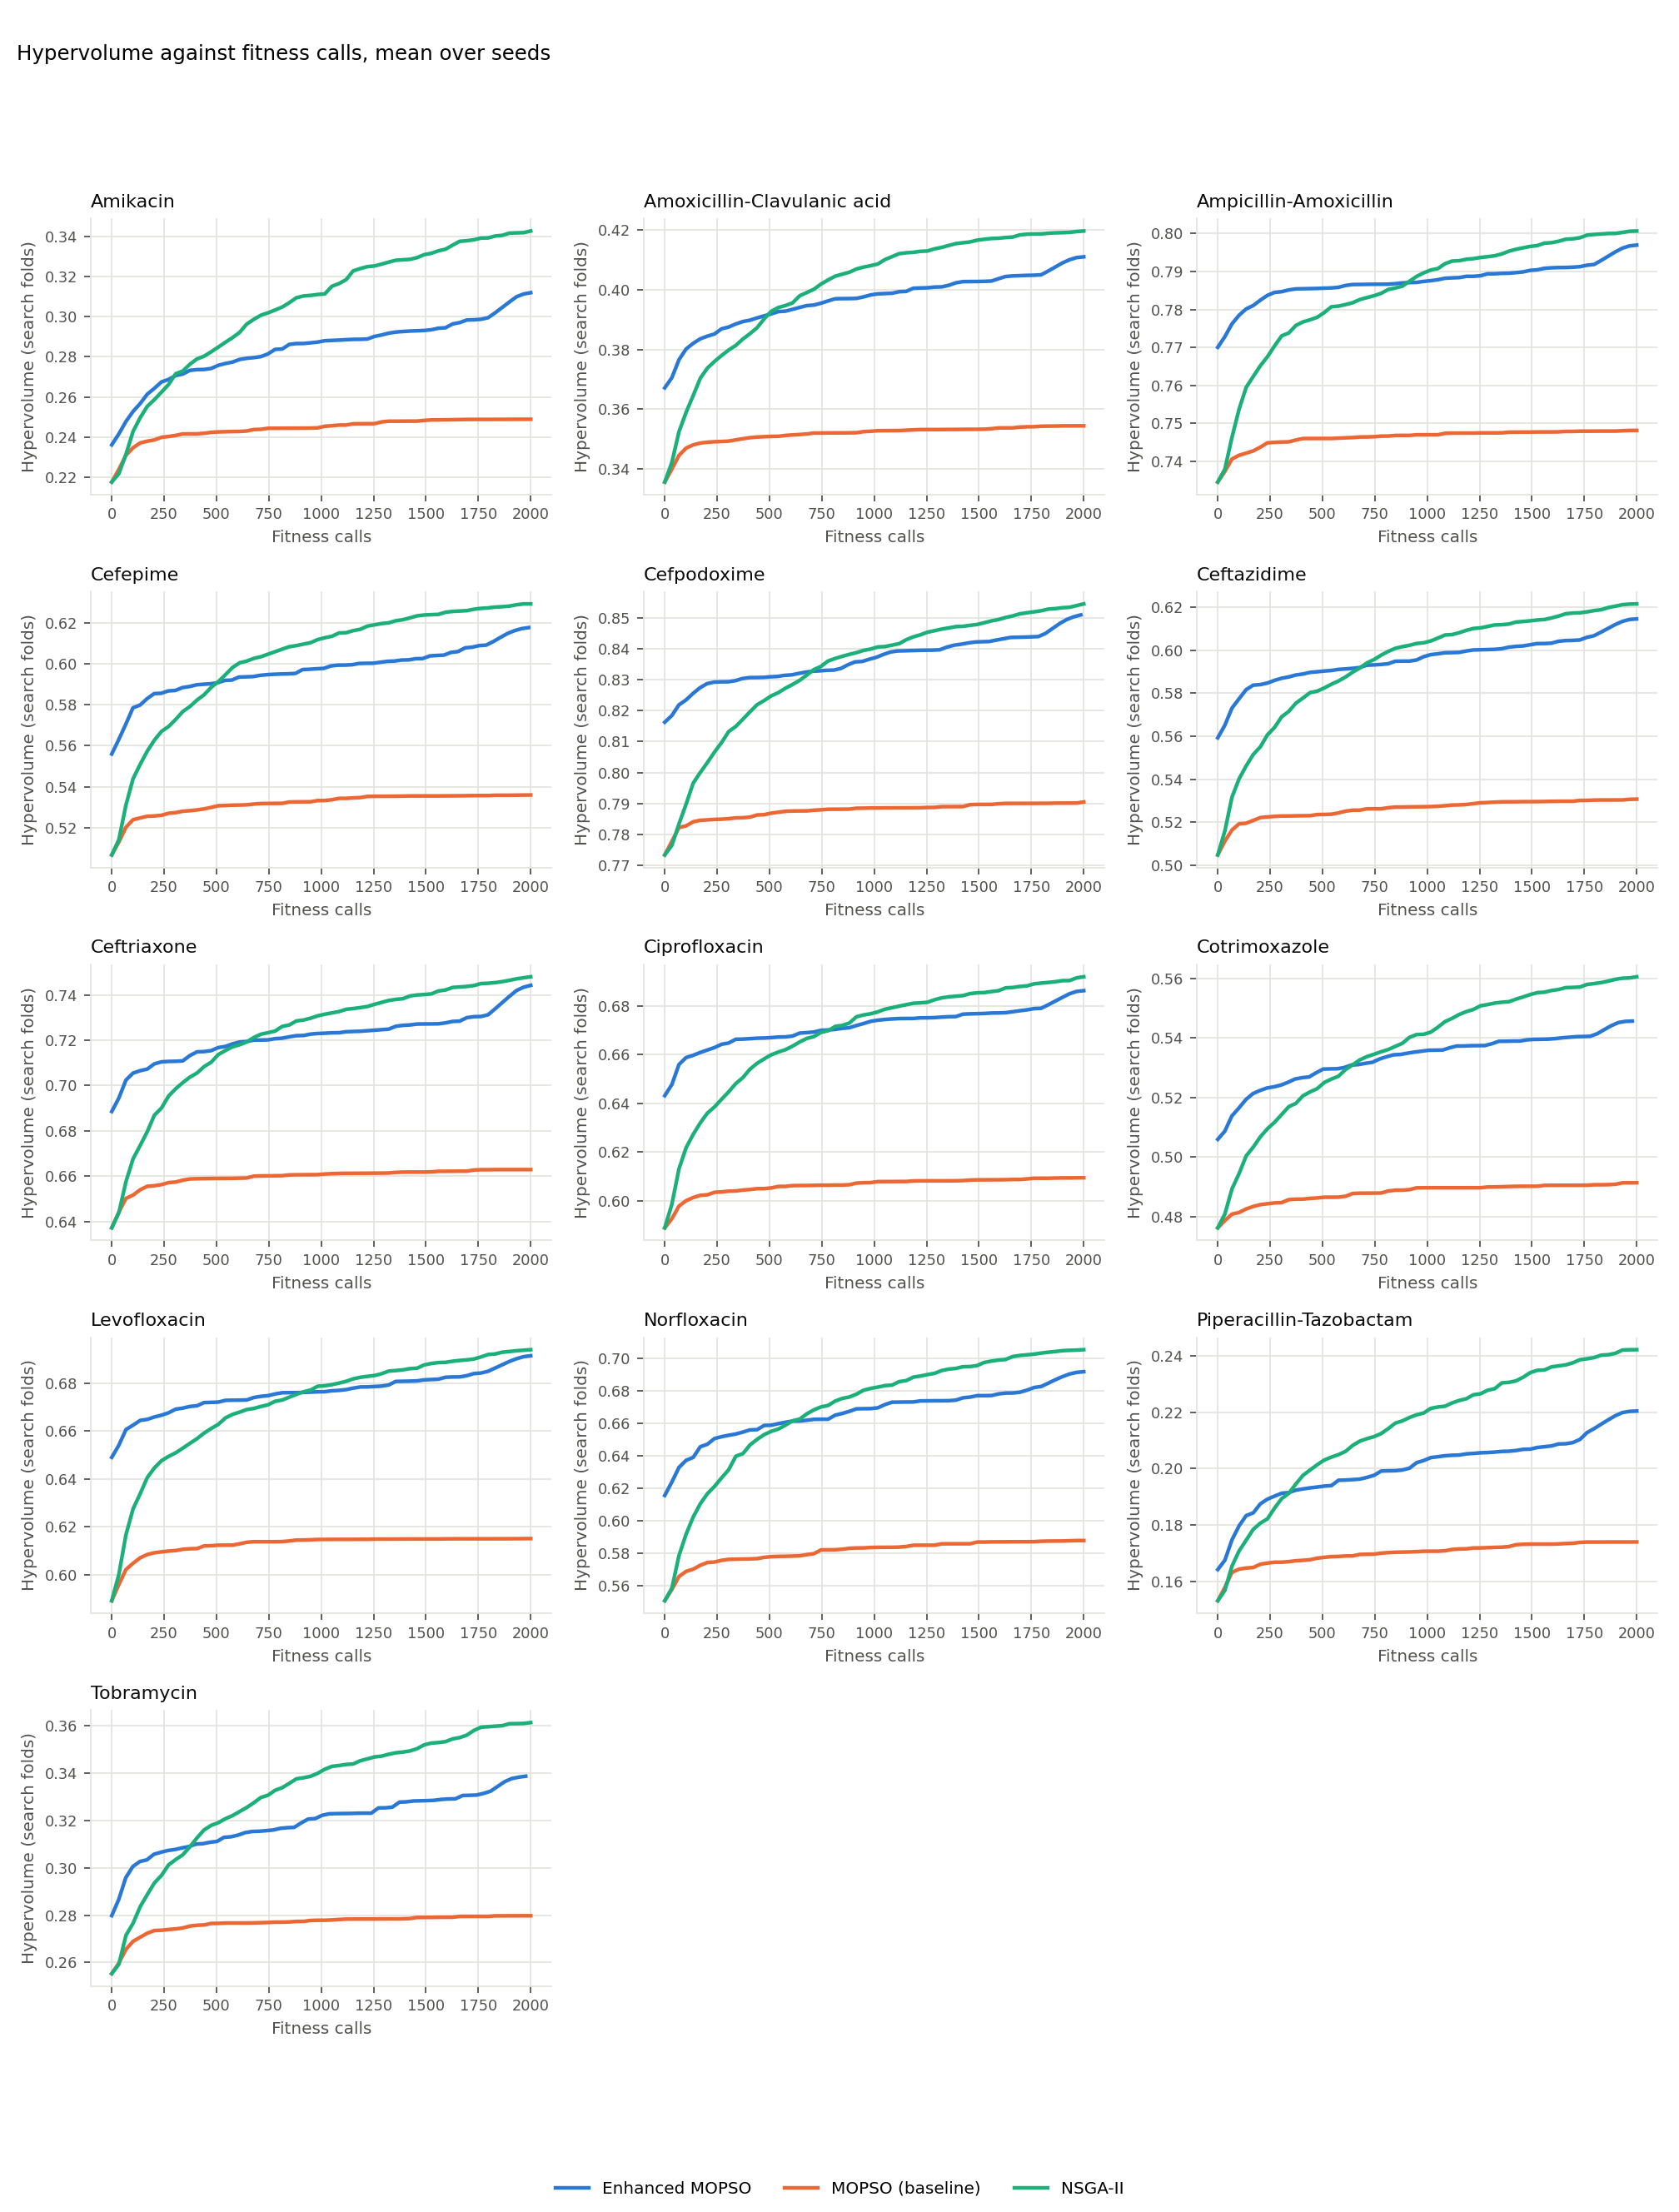 Hypervolume against fitness calls, mean over seeds
Amikacin
Hypervolume (search folds)
0.34
0.32
0.30
0.28
0.26
0.24
0.22
0 250 500 750 1000 1250 1500 1750 2000
Fitness calls
Amoxicillin-Clavulanic acid
Hypervolume (search folds)
0.42
0.40
0.38
0.36
0.34
0 250 500 750 1000 1250 1500 1750 2000
Fitness calls
Ampicillin-Amoxicillin
Hypervolume (search folds)
0.80
0.79
0.78
0.77
0.76
0.75
0.74
0 250 500 750 1000 1250 1500 1750 2000
Fitness calls
Cefepime
Hypervolume (search folds)
0.62
0.60
0.58
0.56
0.54
0.52
0 250 500 750 1000 1250 1500 1750 2000
Fitness calls
Cefpodoxime
Hypervolume (search folds)
0.85
0.84
0.83
0.82
0.81
0.80
0.79
0.78
0.77
0 250 500 750 1000 1250 1500 1750 2000
Fitness calls
Ceftazidime
Hypervolume (search folds)
0.62
0.60
0.58
0.56
0.54
0.52
0.50
0 250 500 750 1000 1250 1500 1750 2000
Fitness calls
Ceftriaxone
Hypervolume (search folds)
0.74
0.72
0.70
0.68
0.66
0.64
0 250 500 750 1000 1250 1500 1750 2000
Fitness calls
Ciprofloxacin
Hypervolume (search folds)
0.68
0.66
0.64
0.62
0.60
0 250 500 750 1000 1250 1500 1750 2000
Fitness calls
Cotrimoxazole
Hypervolume (search folds)
0.56
0.54
0.52
0.50
0.48
0 250 500 750 1000 1250 1500 1750 2000
Fitness calls
Levofloxacin
Hypervolume (search folds)
0.68
0.66
0.64
0.62
0.60
0 250 500 750 1000 1250 1500 1750 2000
Fitness calls
Norfloxacin
Hypervolume (search folds)
0.70
0.68
0.66
0.64
0.62
0.60
0.58
0.56
0 250 500 750 1000 1250 1500 1750 2000
Fitness calls
Piperacillin-Tazobactam
Hypervolume (search folds)
0.24
0.22
0.20
0.18
0.16
0 250 500 750 1000 1250 1500 1750 2000
Fitness calls
Tobramycin
Hypervolume (search folds)
0.36
0.34
0.32
0.30
0.28
0.26
0 250 500 750 1000 1250 1500 1750 2000
Fitness calls
Enhanced MOPSO MOPSO (baseline) NSGA-II